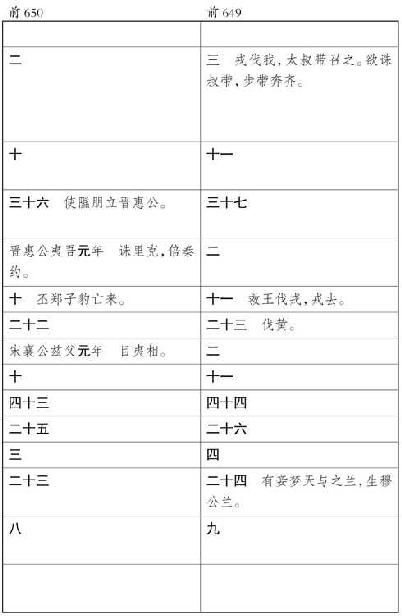 前650 前649
二 三 戎伐我,太叔带召之。欲诛
叔带,叔带奔齐。
十 十一
三十六 使隰朋立晋惠公。 三十七
晋惠公夷吾元年 诛里克,倍秦 二
约。
十 丕郑子豹亡来。 十一 救王伐戎,戎去。
二十二 二十三 伐黄。
宋襄公兹父元年 目夷相。 二
十 十一
四十三 四十四
二十五 二十六
三 四
二十三 二十四 有妾梦天与之兰,生穆
公兰。
八 九